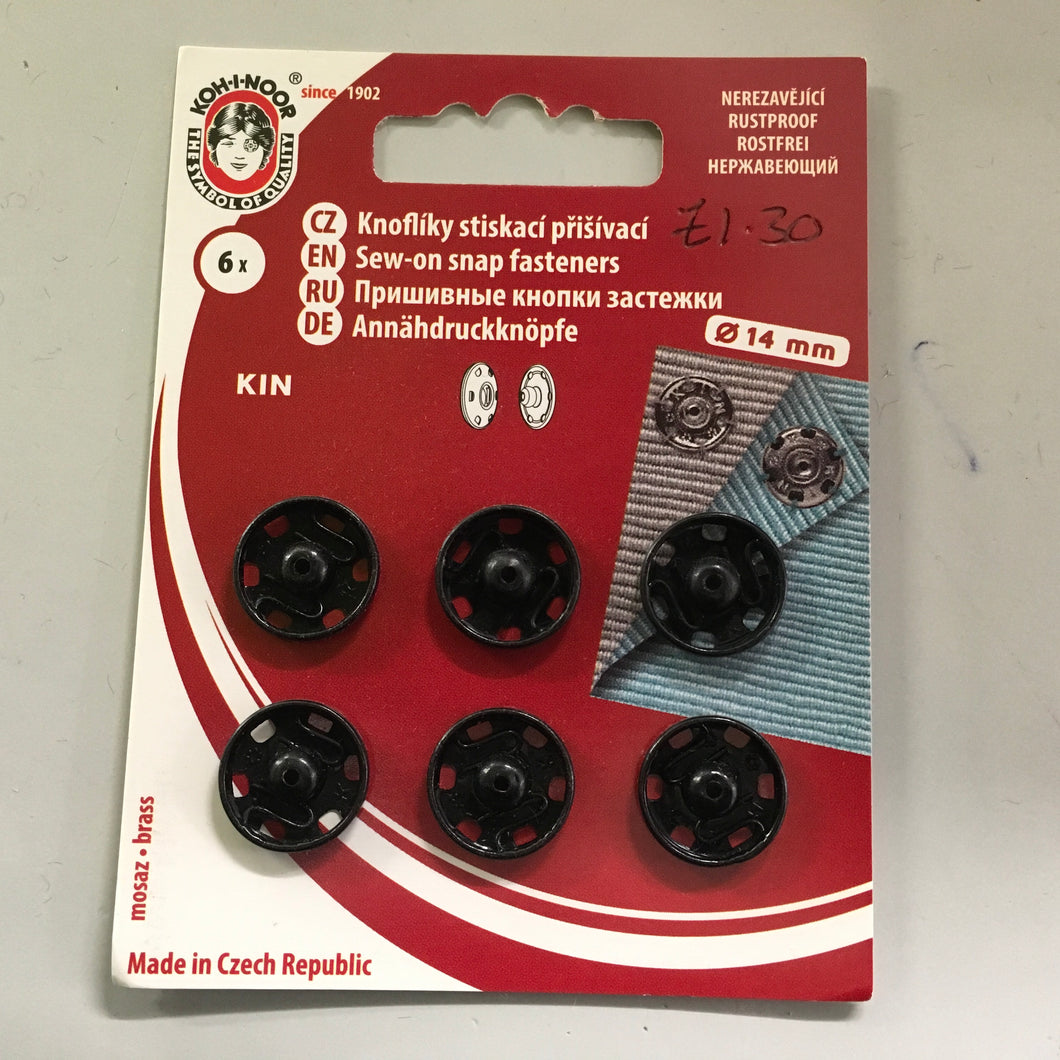 KOH-I-NOOR ®
THE SYMBOL OF QUALITY
since 1902
NEREZAVĚJÍCÍ
RUSTPROOF
ROSTFREI
НЕРЖАВЕЮЩИЙ
6 x
CZ Knoflíky stiskací přišívací
£1.30
EN Sew-on snap fasteners
RU Пришивные кнопки застежки
DE Annähdruckknöpfe
Ø 14 mm
KIN
mosaz • brass
Made in Czech Republic